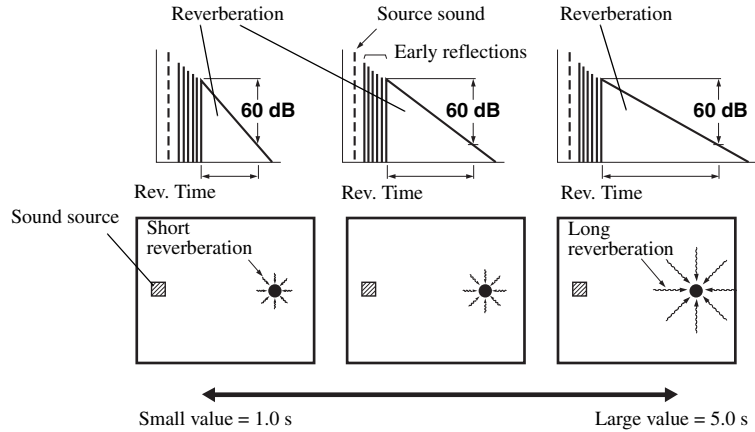 Reverberation
Source sound
Reverberation
Early reflections
60 dB
60 dB
60 dB
Rev. Time
Rev. Time
Rev. Time
Sound source
Short
reverberation
Long
reverberation
Small value = 1.0 s
Large value = 5.0 s